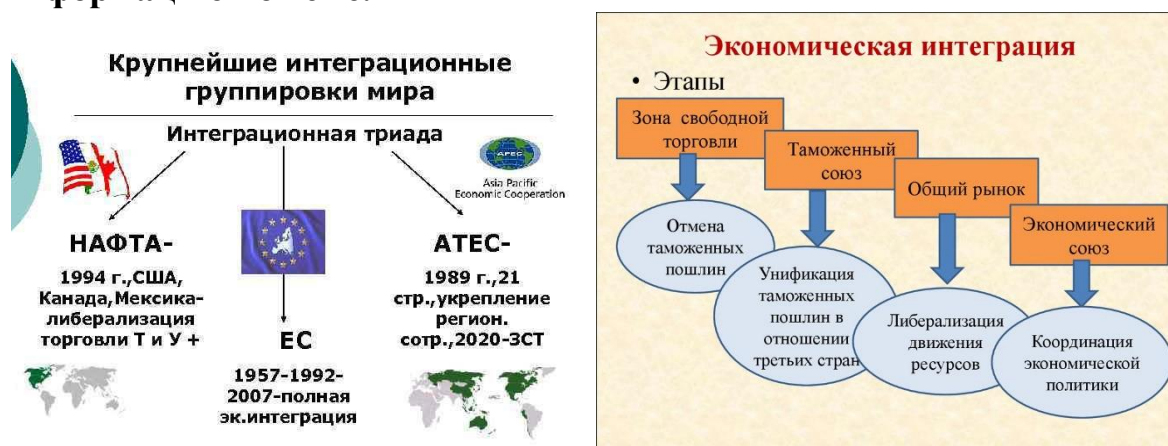 Крупнейшие интеграционные
группировки мира
Интеграционная триада
APEC
Asia Pacific
Economic Cooperation
НАФТА-
1994 г.,США,
Канада,Мексика-
либерализация
торговли Т и У +
ЕС
1957-1992-
2007-полная
эк.интеграция
АТЕС-
1989 г.,21
стр.,укрепление
регион.
сотр.,2020-ЗСТ
Экономическая интеграция
• Этапы
Зона свободной
торговли
Таможенный
союз
Общий рынок
Экономический
союз
Отмена
таможенных
пошлин
Унификация
таможенных
пошлин в
отношении
третьих стран
Либерализация
движения
ресурсов
Координация
экономической
политики